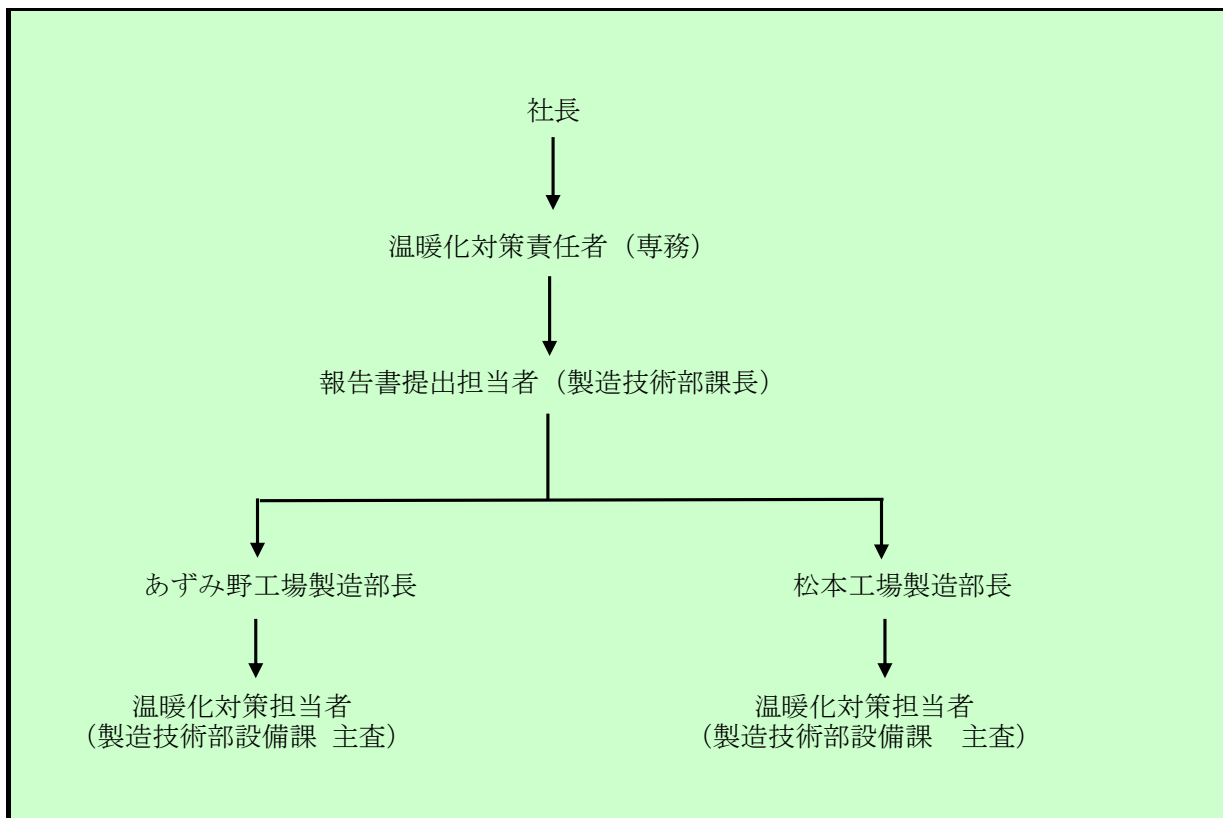 社長
温暖化対策責任者（専務）
報告書提出担当者（製造技術部課長）
あずみ野工場製造部長
松本工場製造部長
温暖化対策担当者
（製造技術部設備課 主査）
温暖化対策担当者
（製造技術部設備課　主査）